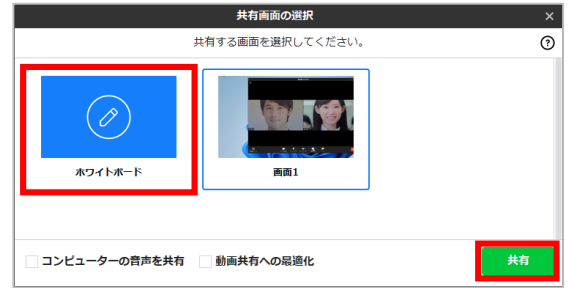 共有画面の選択
共有する画面を選択してください。
ホワイトボード
画面1
コンピューターの音声を共有
動画共有への最適化
共有